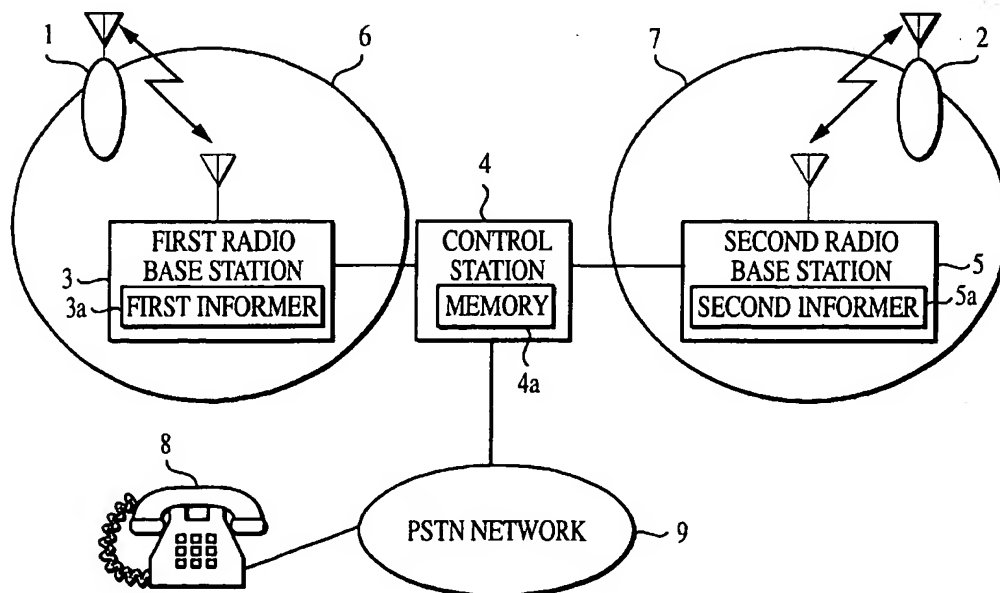 1
6
7
2
4
FIRST RADIO
BASE STATION
3
3a
FIRST INFORMER
CONTROL
STATION
MEMORY
4a
SECOND RADIO
BASE STATION
5
SECOND INFORMER
5a
8
PSTN NETWORK
9